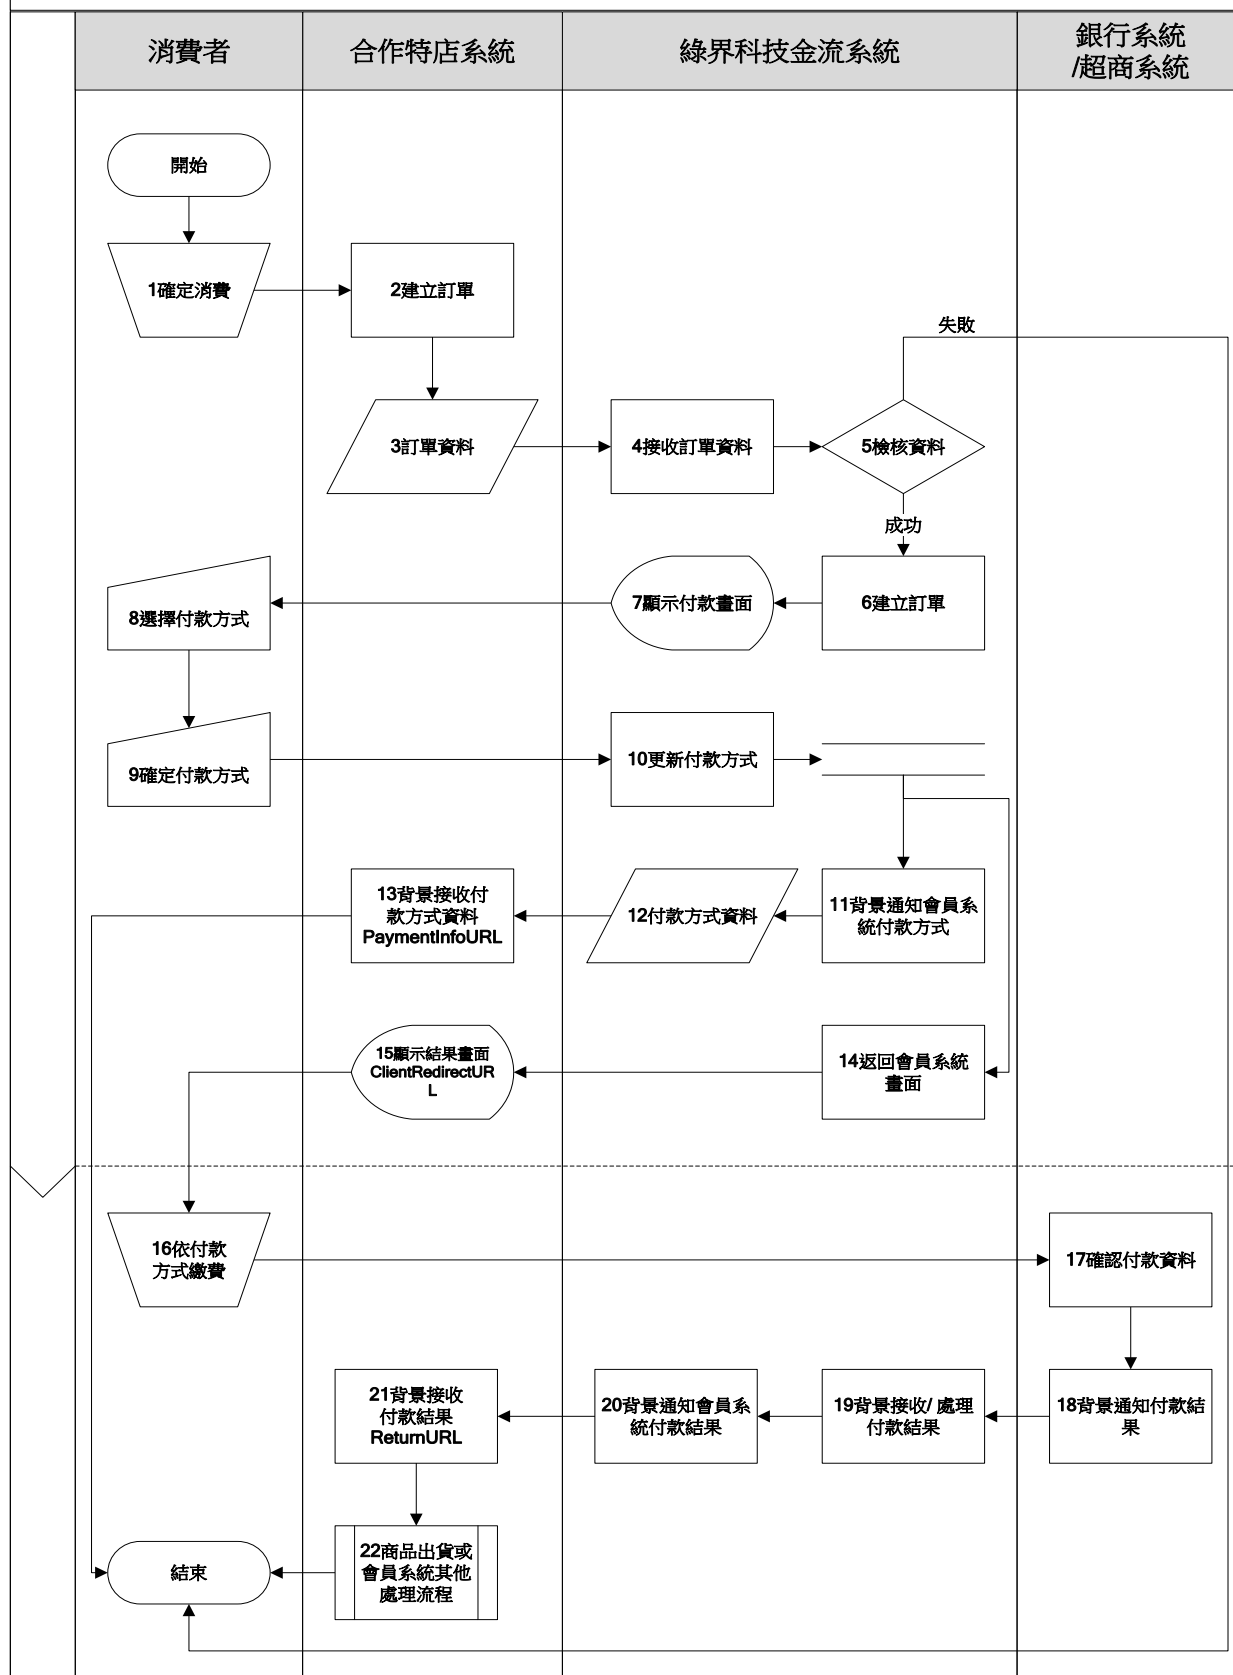 消費者
合作特店系統
綠界科技金流系統
銀行系統
/超商系統
開始
1確定消費
2建立訂單
失敗
3訂單資料
4接收訂單資料
5檢核資料
成功
8選擇付款方式
7顯示付款畫面
6建立訂單
9確定付款方式
10更新付款方式
13背景接收付
款方式資料
PaymentInfoURL
12付款方式資料
11背景通知會員系
統付款方式
15顯示結果畫面
ClientRedirectUR
L
14返回會員系統
畫面
16依付款
方式繳費
17確認付款資料
21背景接收
付款結果
ReturnURL
20背景通知會員系
統付款結果
19背景接收/ 處理
付款結果
18背景通知付款結
果
結束
22商品出貨或
會員系統其他
處理流程